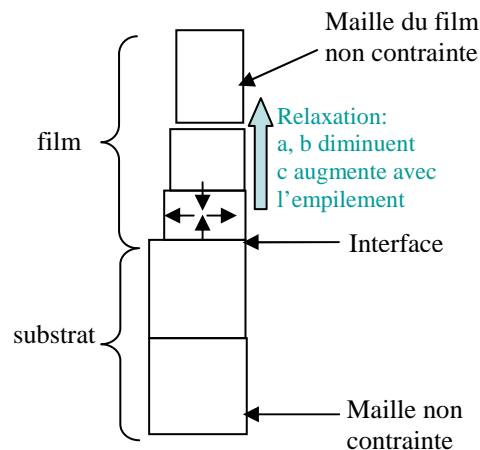 Maille du film
non contrainte
Relaxation:
a, b diminuent
c augmente avec
l'empilement
film
Interface
substrat
Maille non
contrainte